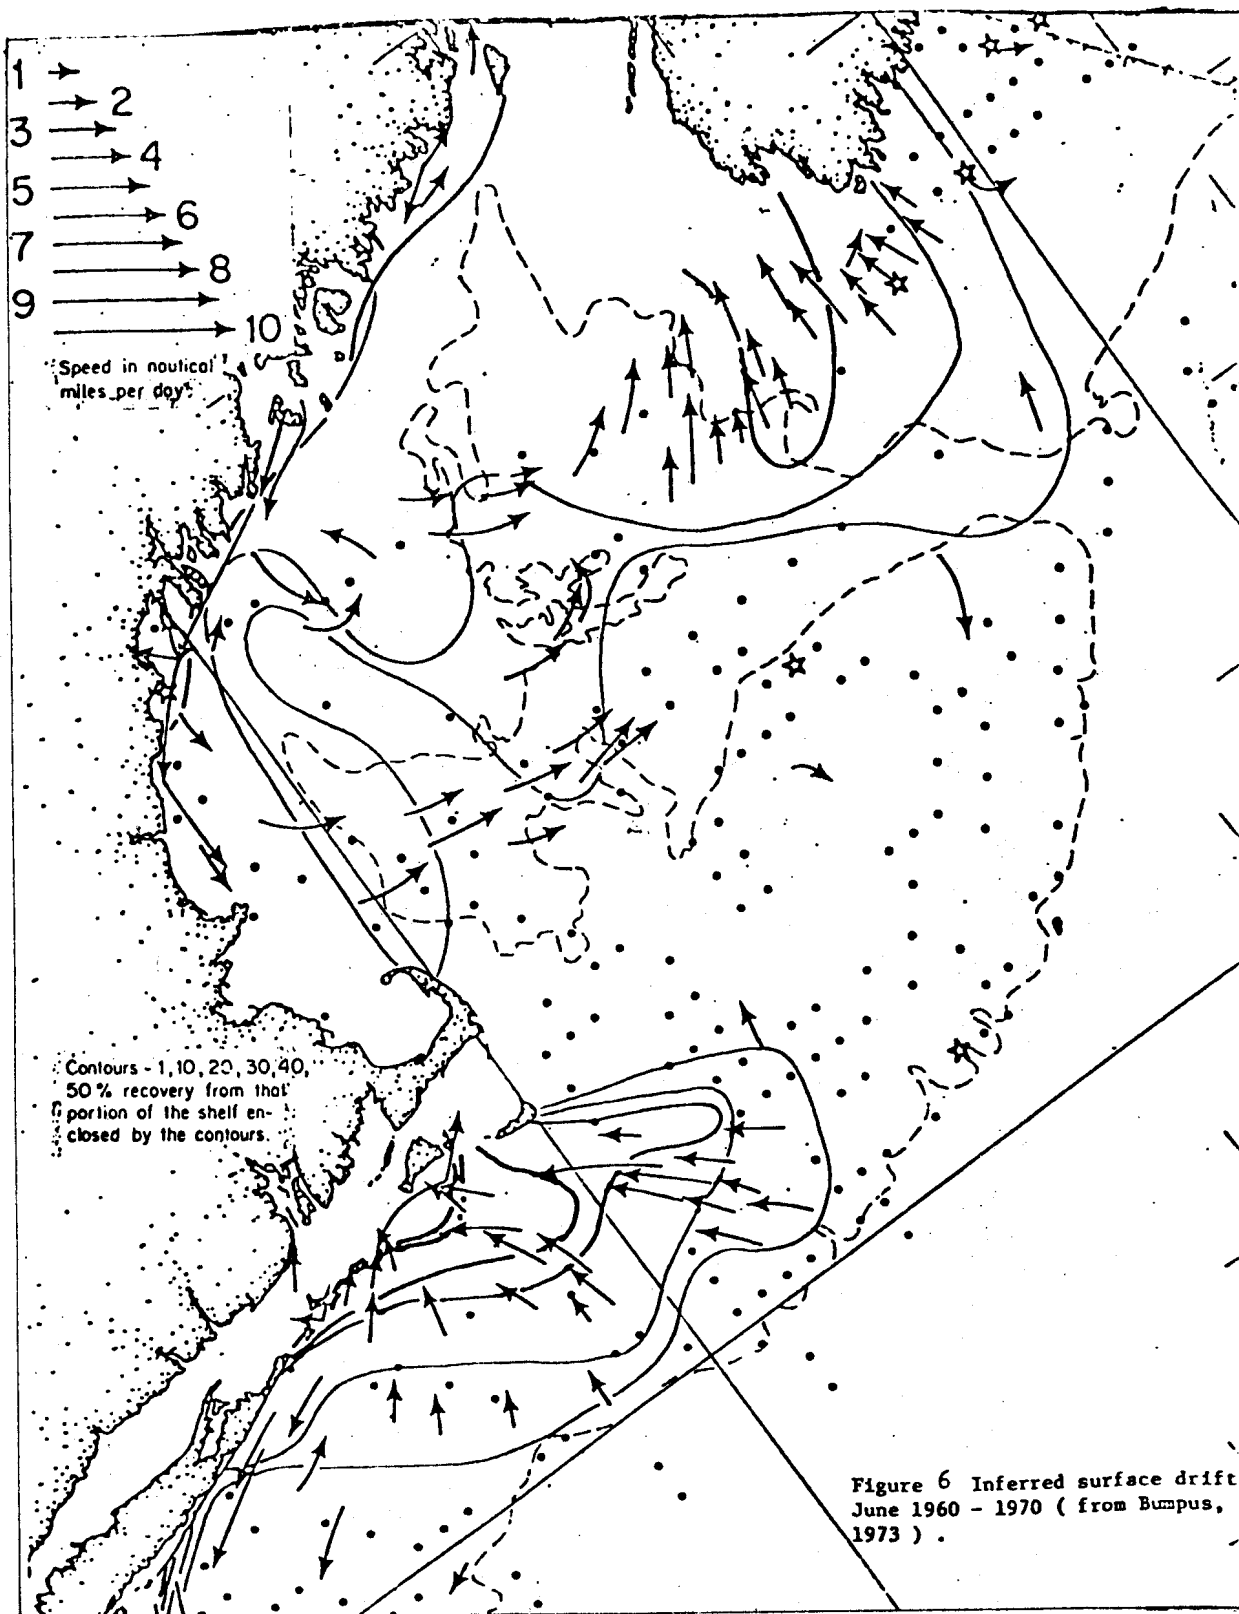 1
2
3
4
5
6
7
8
9
10
Speed in nautical
miles per day.
Contours - 1,10,20,30,40,
50% recovery from that
portion of the shelf en-
closed by the contours.
Figure 6 Inferred surface drift
June 1960 - 1970 ( from Bumpus,
1973 ) .